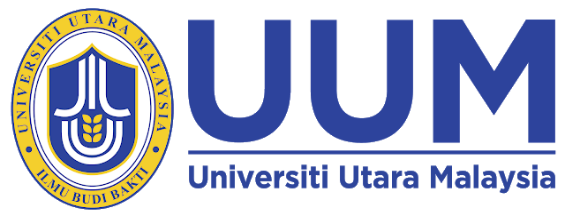 UNIVERSITI UTARA MALAYSIA
ILMU BUDI BAKTI
UUM
Universiti Utara Malaysia